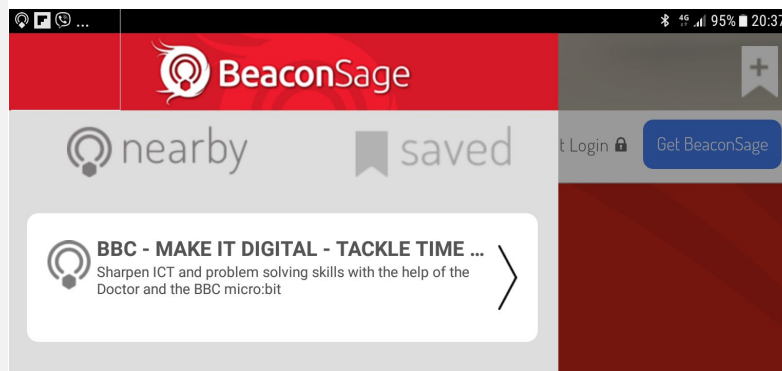 ... 4G 95% 20:37
BeaconSage
nearby saved
t Login Get BeaconSage
BBC - MAKE IT DIGITAL - TACKLE TIME ...
Sharpen ICT and problem solving skills with the help of the
Doctor and the BBC micro:bit